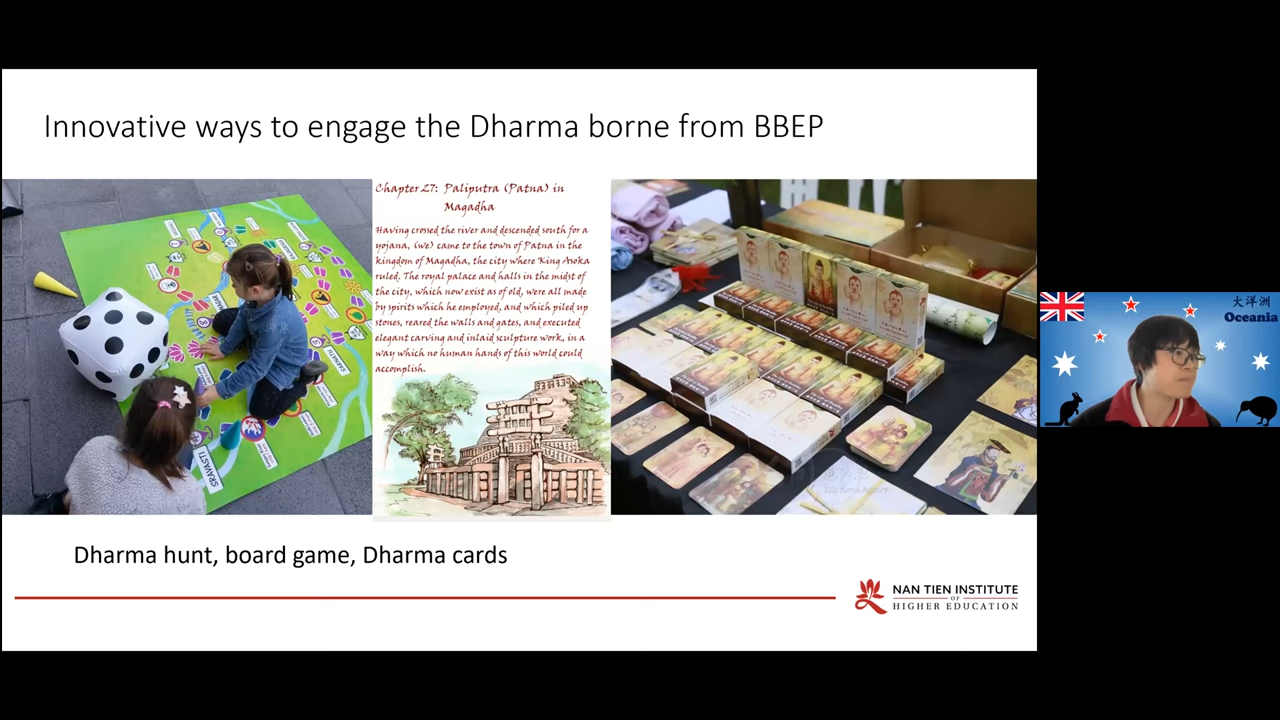 Innovative ways to engage the Dharma borne from BBEP
SRAVASTI
Chapter 27: Paliputra (Patna) in
Magadha
Having crossed the river and descended south for a
yojana, (we) came to the town of Patna in the
kingdom of Magadha, the city where King Asoka
ruled. The royal palace and halls in the midst of
the city, which now exist as of old, were all made
by spirits which he employed, and which piled up
stones, reared the walls and gates, and executed
elegant carving and inlaid sculpture work, in a
way which no human hands of this world could
accomplish.
Dharma hunt, board game, Dharma cards
NAN TIEN INSTITUTE
OF
HIGHER EDUCATION
大洋洲
Oceania